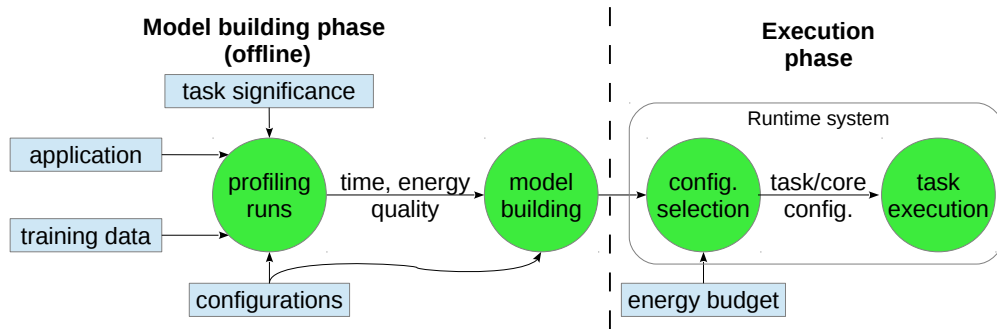 Model building phase
(offline)
Execution
phase
task significance
Runtime system
application
profiling
runs
time, energy
quality
model
building
config.
selection
task/core
config.
task
execution
training data
configurations
energy budget